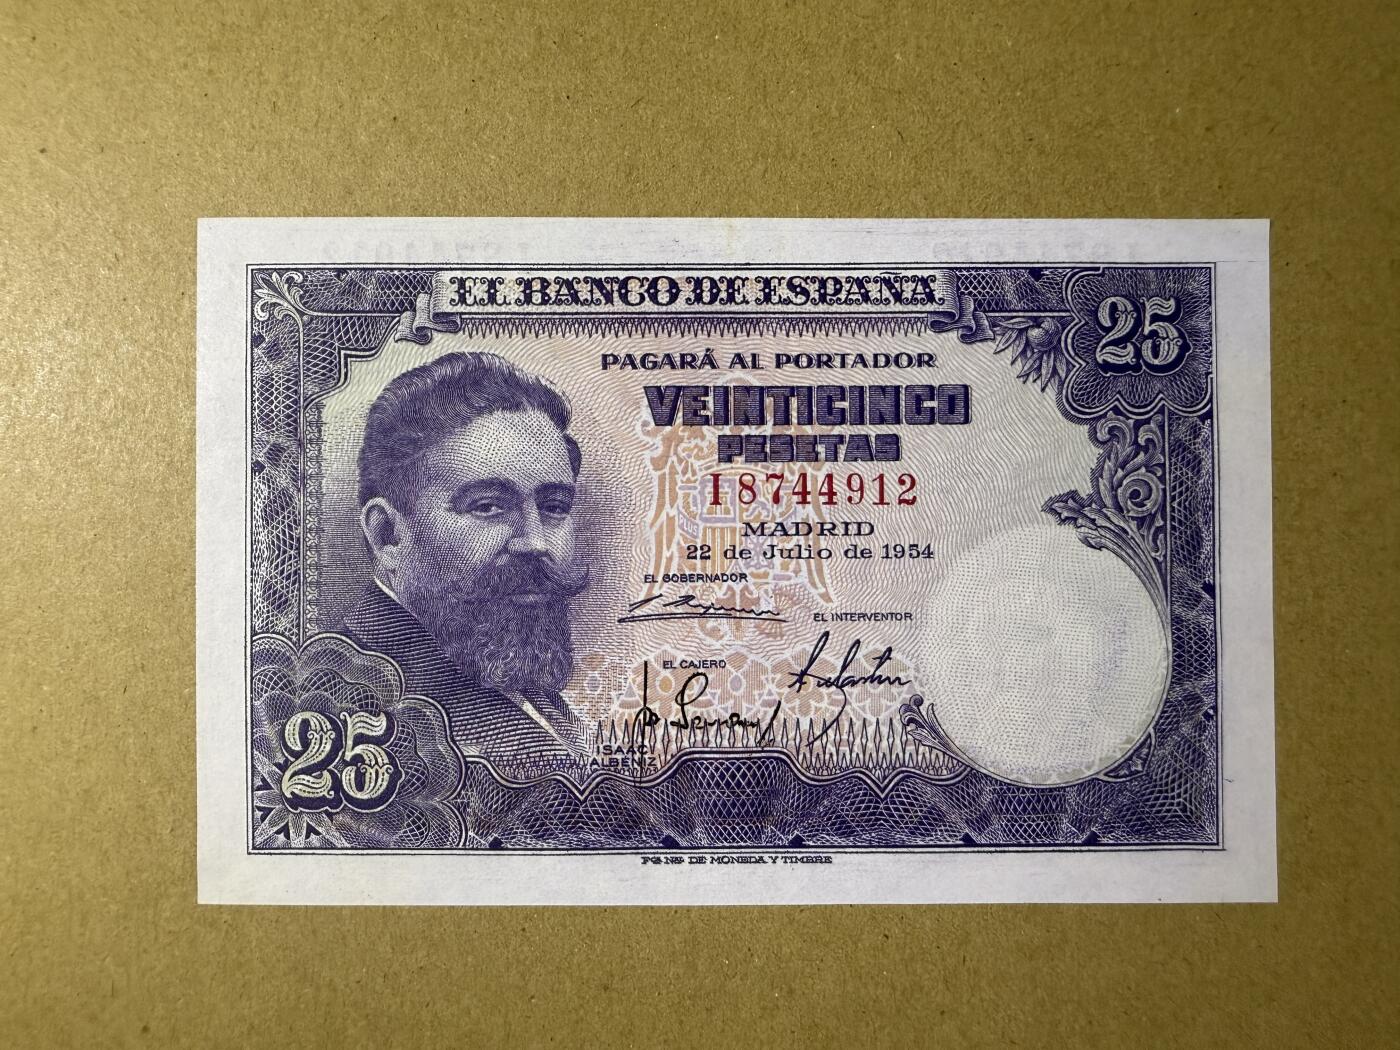 EL BANCO DE ESPAÑA
25
PAGARÁ AL PORTADOR
VEINTICINCO
PESETAS
I8744912
MADRID
22 de Julio de 1954
EL GOBERNADOR
EL INTERVENTOR
EL CAJERO
ISAAC
ALBENIZ
25
FCA NAL DE MONEDA Y TIMBRE